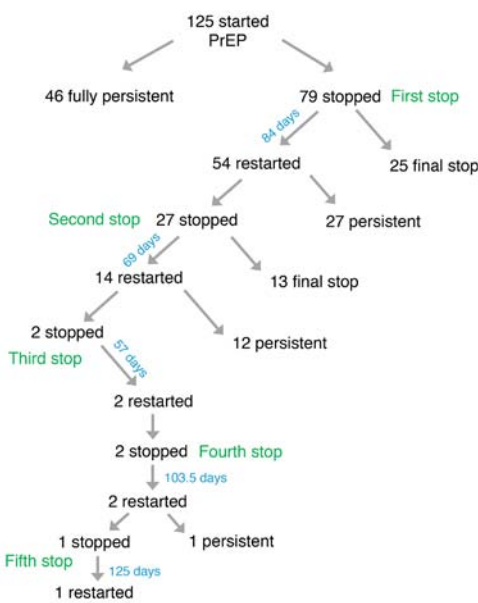 125 started
PrEP
46 fully persistent
79 stopped First stop
84 days
54 restarted
25 final stop
Second stop 27 stopped
27 persistent
69 days
14 restarted
13 final stop
2 stopped
Third stop
57 days
12 persistent
2 restarted
2 stopped Fourth stop
103.5 days
2 restarted
1 stopped
1 persistent
Fifth stop
125 days
1 restarted